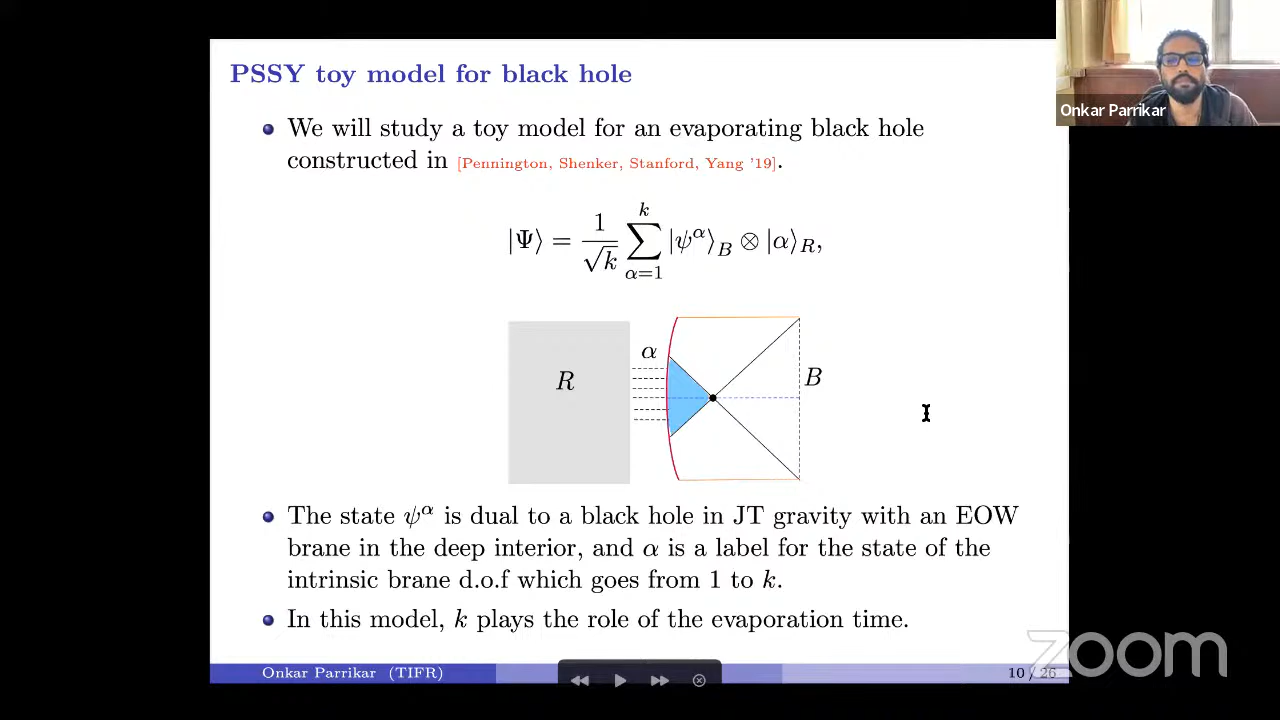 PSSY toy model for black hole
Onkar Parrikar
We will study a toy model for an evaporating black hole
constructed in [Pennington, Shenker, Stanford, Yang '19].
|Ψ⟩ = 1/√k ∑_{α=1}^{k} |ψ^α⟩_B ⊗ |α⟩_R,
R
α
B
The state ψ^α is dual to a black hole in JT gravity with an EOW
brane in the deep interior, and α is a label for the state of the
intrinsic brane d.o.f which goes from 1 to k.
In this model, k plays the role of the evaporation time.
Onkar Parrikar (TIFR)
10 / 26
zoom